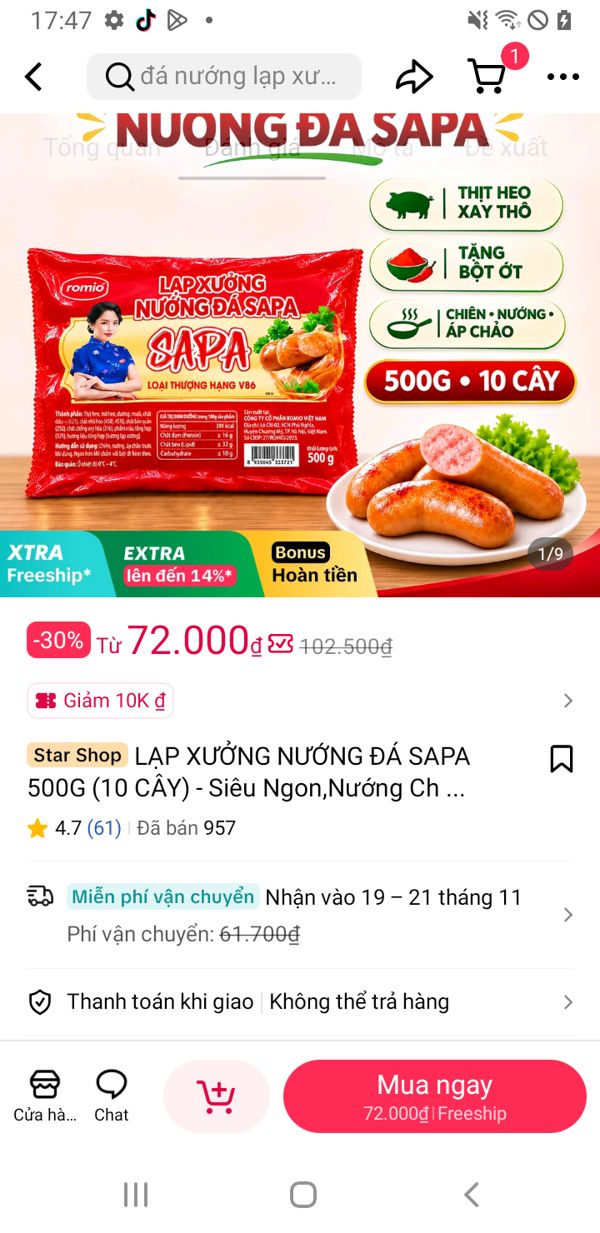 17:47
1
đá nướng lạp xư...
NƯỚNG ĐÁ SAPA
Tổng quan Đánh giá Mô tả Đề xuất
THỊT HEO
XAY THÔ
TẶNG
BỘT ỚT
CHIÊN • NƯỚNG •
ÁP CHẢO
500G • 10 CÂY
romio
LẠP XƯỞNG
NƯỚNG ĐÁ SAPA
SAPA
LOẠI THƯỢNG HẠNG VB6
500 g
XTRA
Freeship*
EXTRA
lên đến 14%*
Bonus
Hoàn tiền
1/9
-30% Từ 72.000đ 102.500đ
Giảm 10K đ
Star Shop LẠP XƯỞNG NƯỚNG ĐÁ SAPA
500G (10 CÂY) - Siêu Ngon,Nướng Ch ...
4.7 (61) Đã bán 957
Miễn phí vận chuyển Nhận vào 19 – 21 tháng 11
Phí vận chuyển: 61.700đ
Thanh toán khi giao Không thể trả hàng
Cửa hà... Chat
Mua ngay
72.000đ Freeship